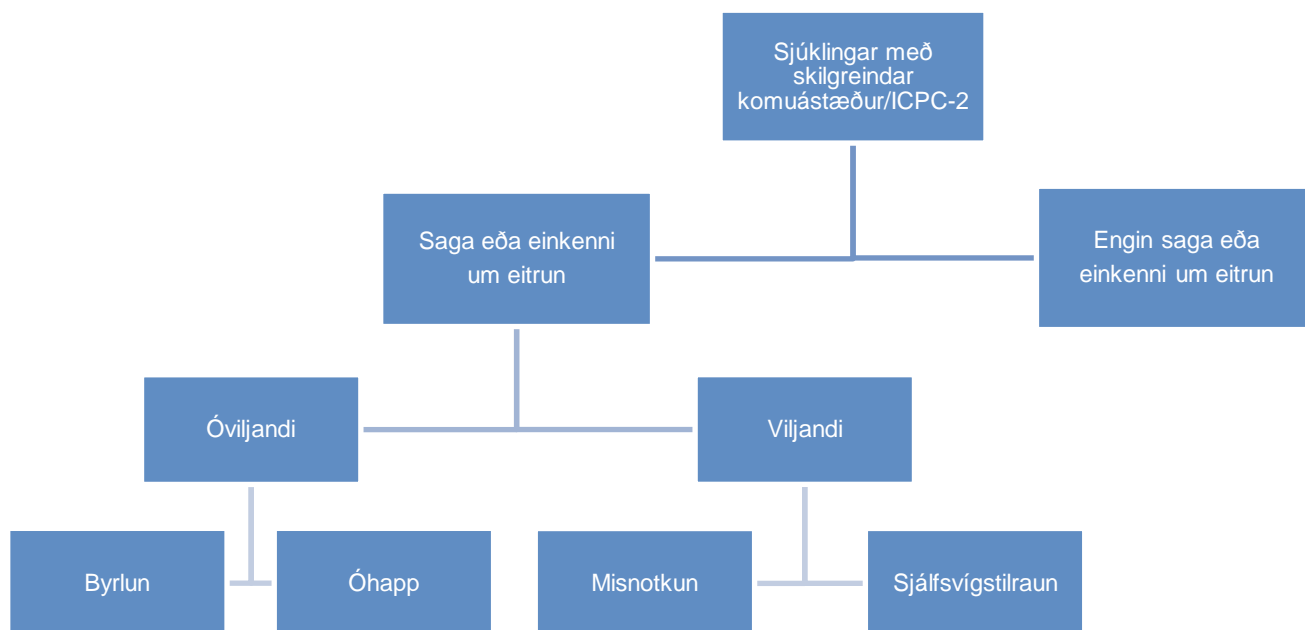 Sjúklingar með
skilgreindar
komuástæður/ICPC-2
Saga eða einkenni
um eitrun
Engin saga eða
einkenni um eitrun
Óviljandi
Viljandi
Byrlun
Óhapp
Misnotkun
Sjálfsvígstilraun